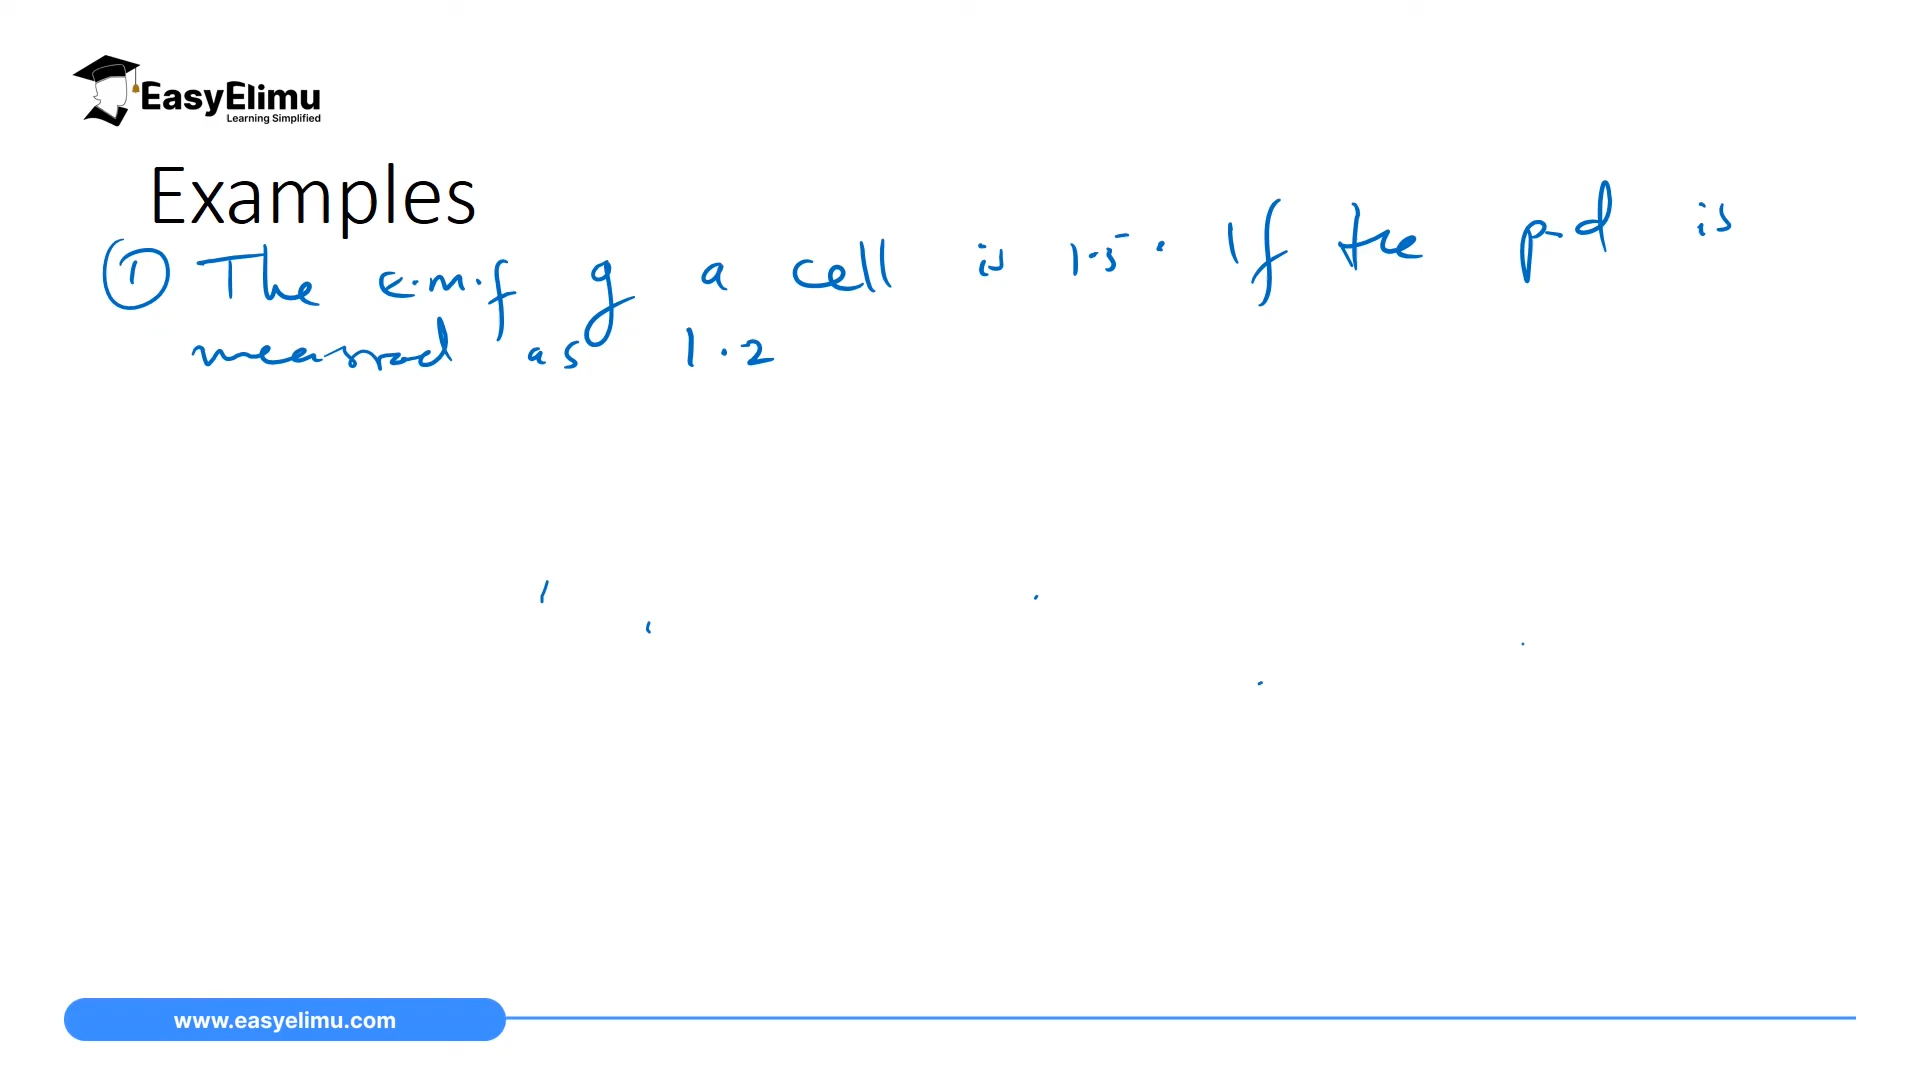 EasyElimu
Learning Simplified
Examples
① The e.m.f of a cell is 1.5. If the p.d is
measured as 1.2
www.easyelimu.com